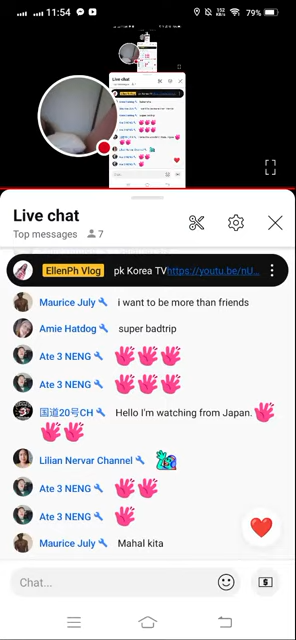 11:54
152 K/s
79%
Live chat
Top messages 7
EllenPh Vlog pk Korea TVhttps://youtu.be/nU...
Maurice July i want to be more than friends
Amie Hatdog super badtrip
Ate 3 NENG
Ate 3 NENG
国道20号CH Hello I'm watching from Japan.
Lilian Nervar Channel
Ate 3 NENG
Ate 3 NENG
Maurice July Mahal kita
Chat...
Live chat